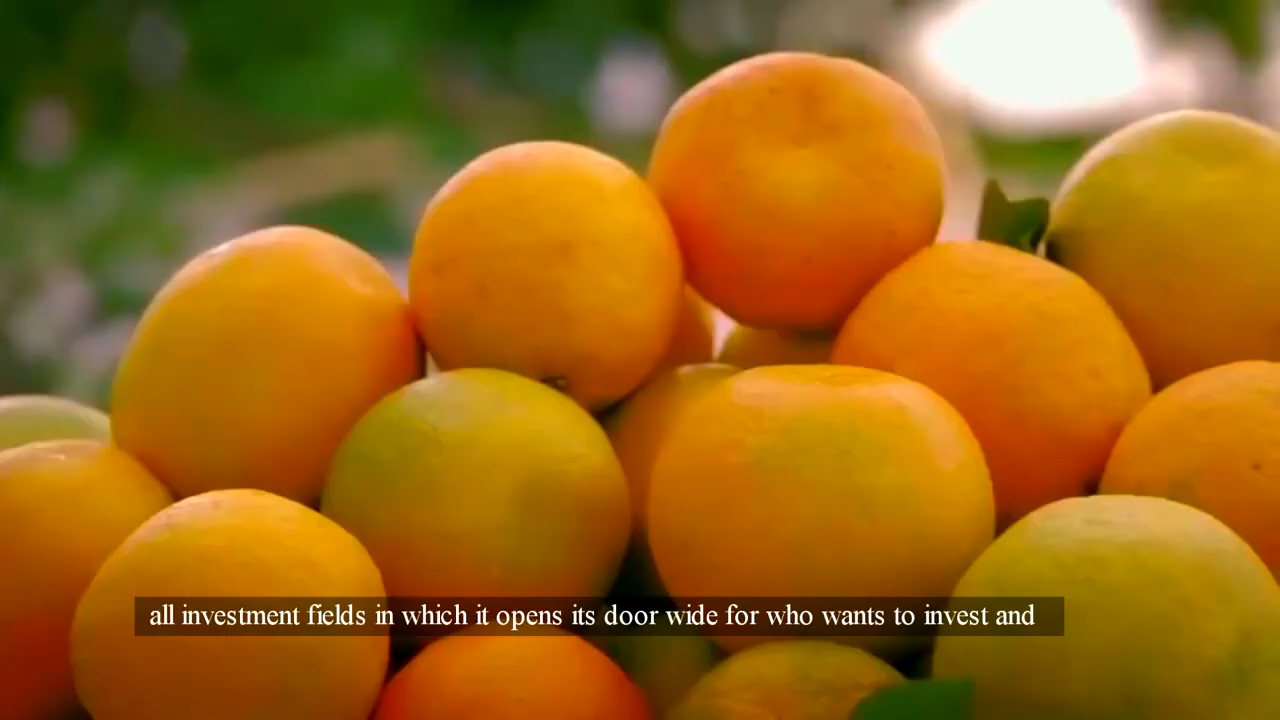 all investment fields in which it opens its door wide for who wants to invest and